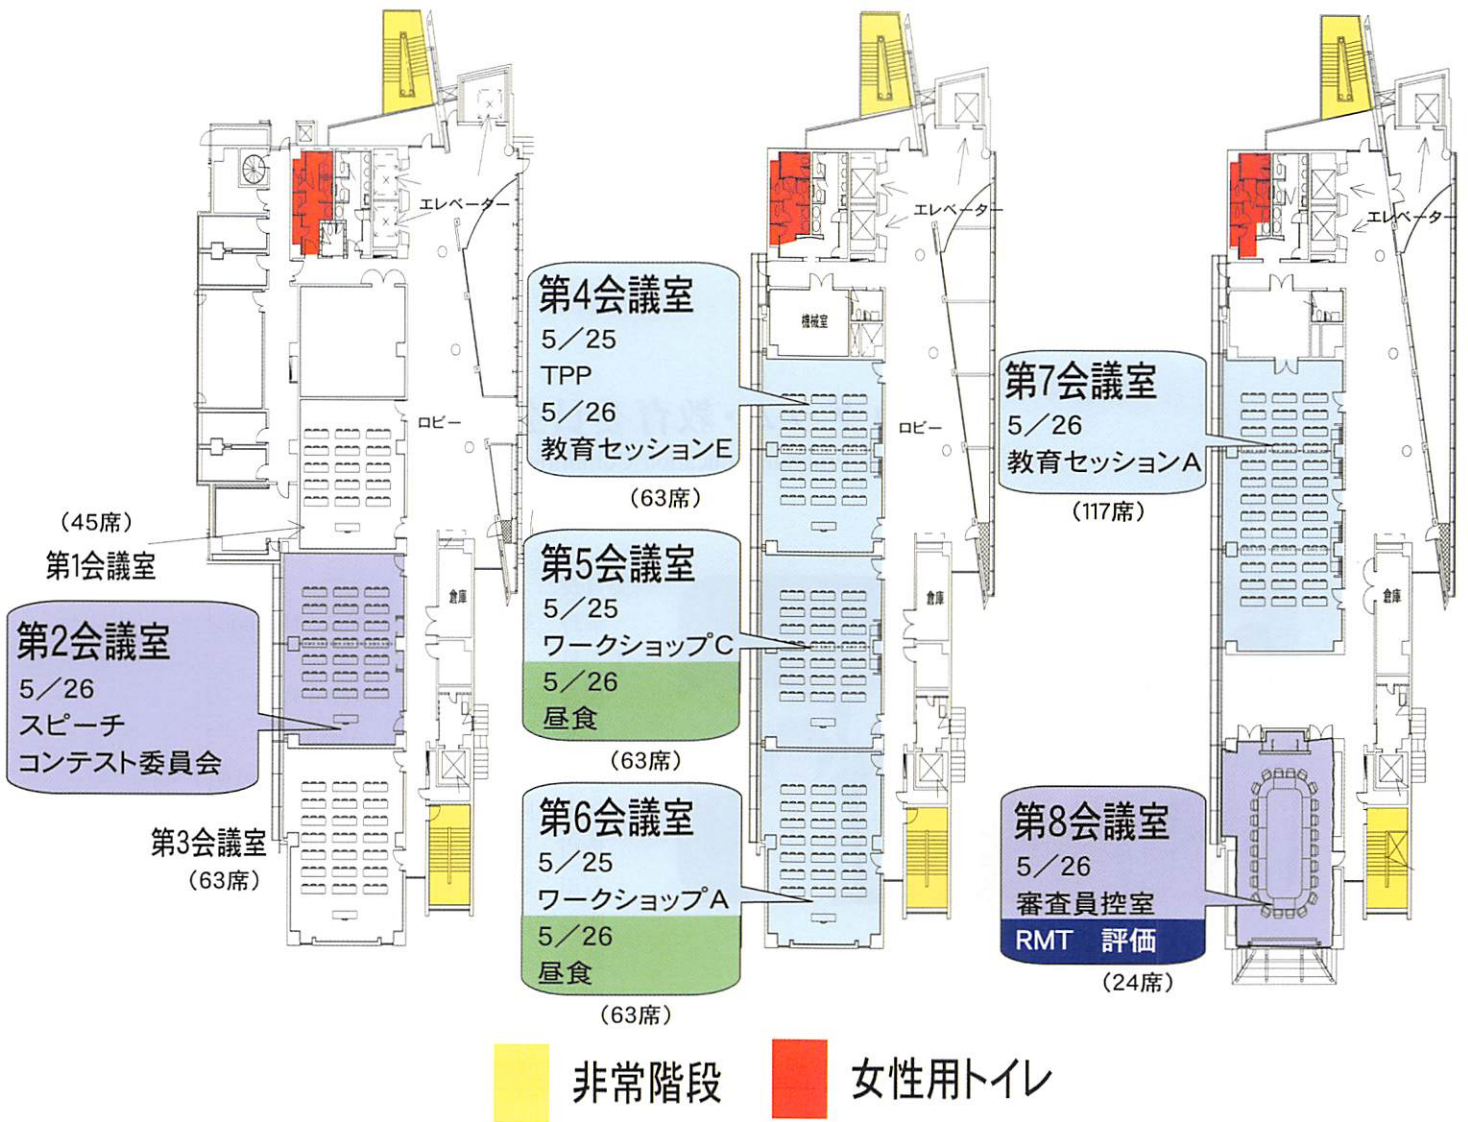 エレベーター
ロビー
（45席）
第1会議室
倉庫
第2会議室
5／26
スピーチ
コンテスト委員会
第3会議室
（63席）
エレベーター
第4会議室
5／25
TPP
5／26
教育セッションE
（63席）
機械室
ロビー
第5会議室
5／25
ワークショップC
5／26
昼食
（63席）
倉庫
第6会議室
5／25
ワークショップA
5／26
昼食
（63席）
エレベーター
第7会議室
5／26
教育セッションA
（117席）
倉庫
第8会議室
5／26
審査員控室
RMT　評価
（24席）
非常階段
女性用トイレ